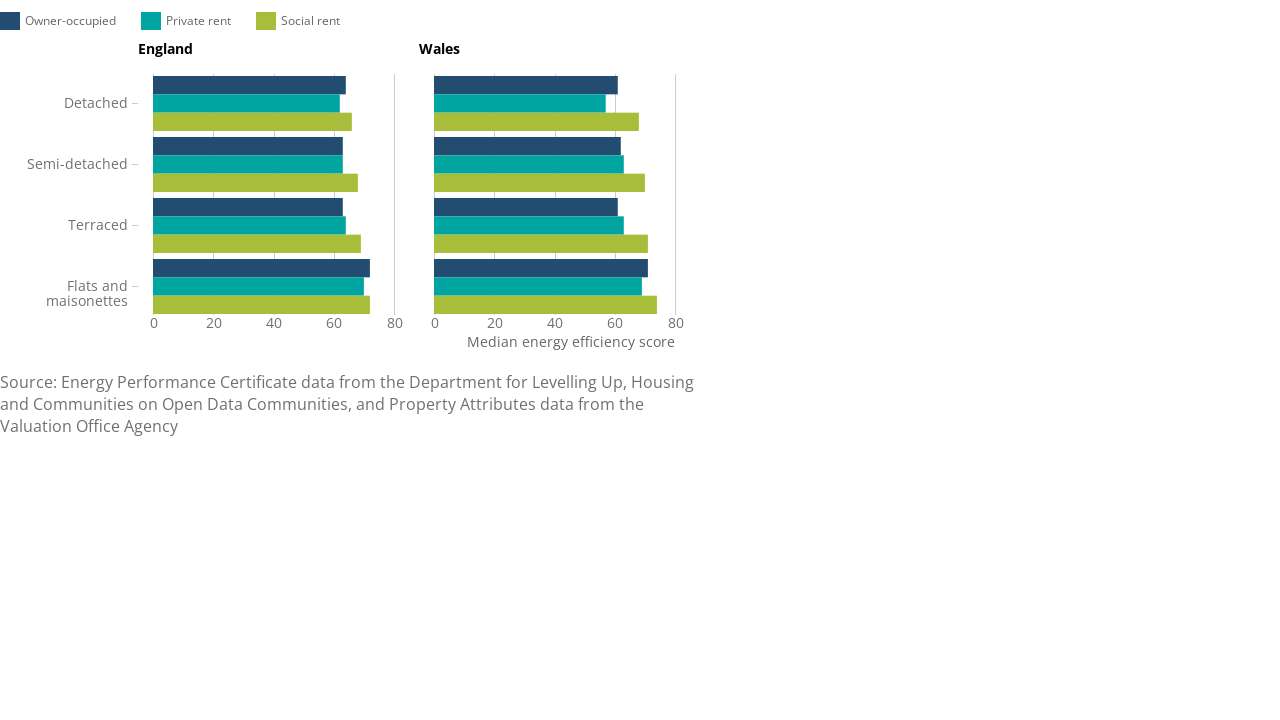 Owner-occupied Private rent Social rent
England Wales
Detached
Semi-detached
Terraced
Flats and
maisonettes
0 20 40 60 80 0 20 40 60 80
Median energy efficiency score
Source: Energy Performance Certificate data from the Department for Levelling Up, Housing
and Communities on Open Data Communities, and Property Attributes data from the
Valuation Office Agency